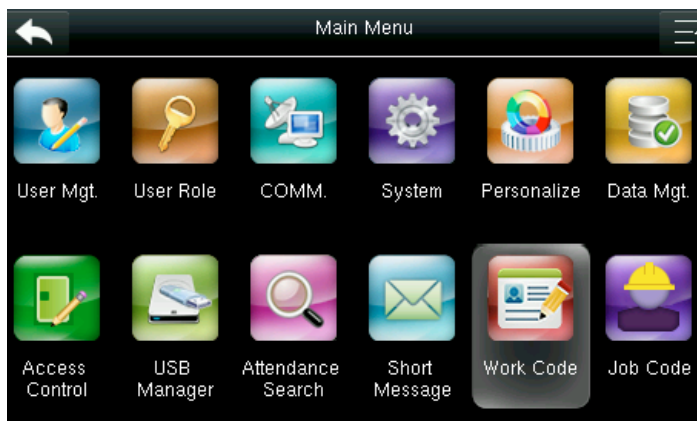 Main Menu
User Mgt.
User Role
COMM.
System
Personalize
Data Mgt.
Access
Control
USB
Manager
Attendance
Search
Short
Message
Work Code
Job Code